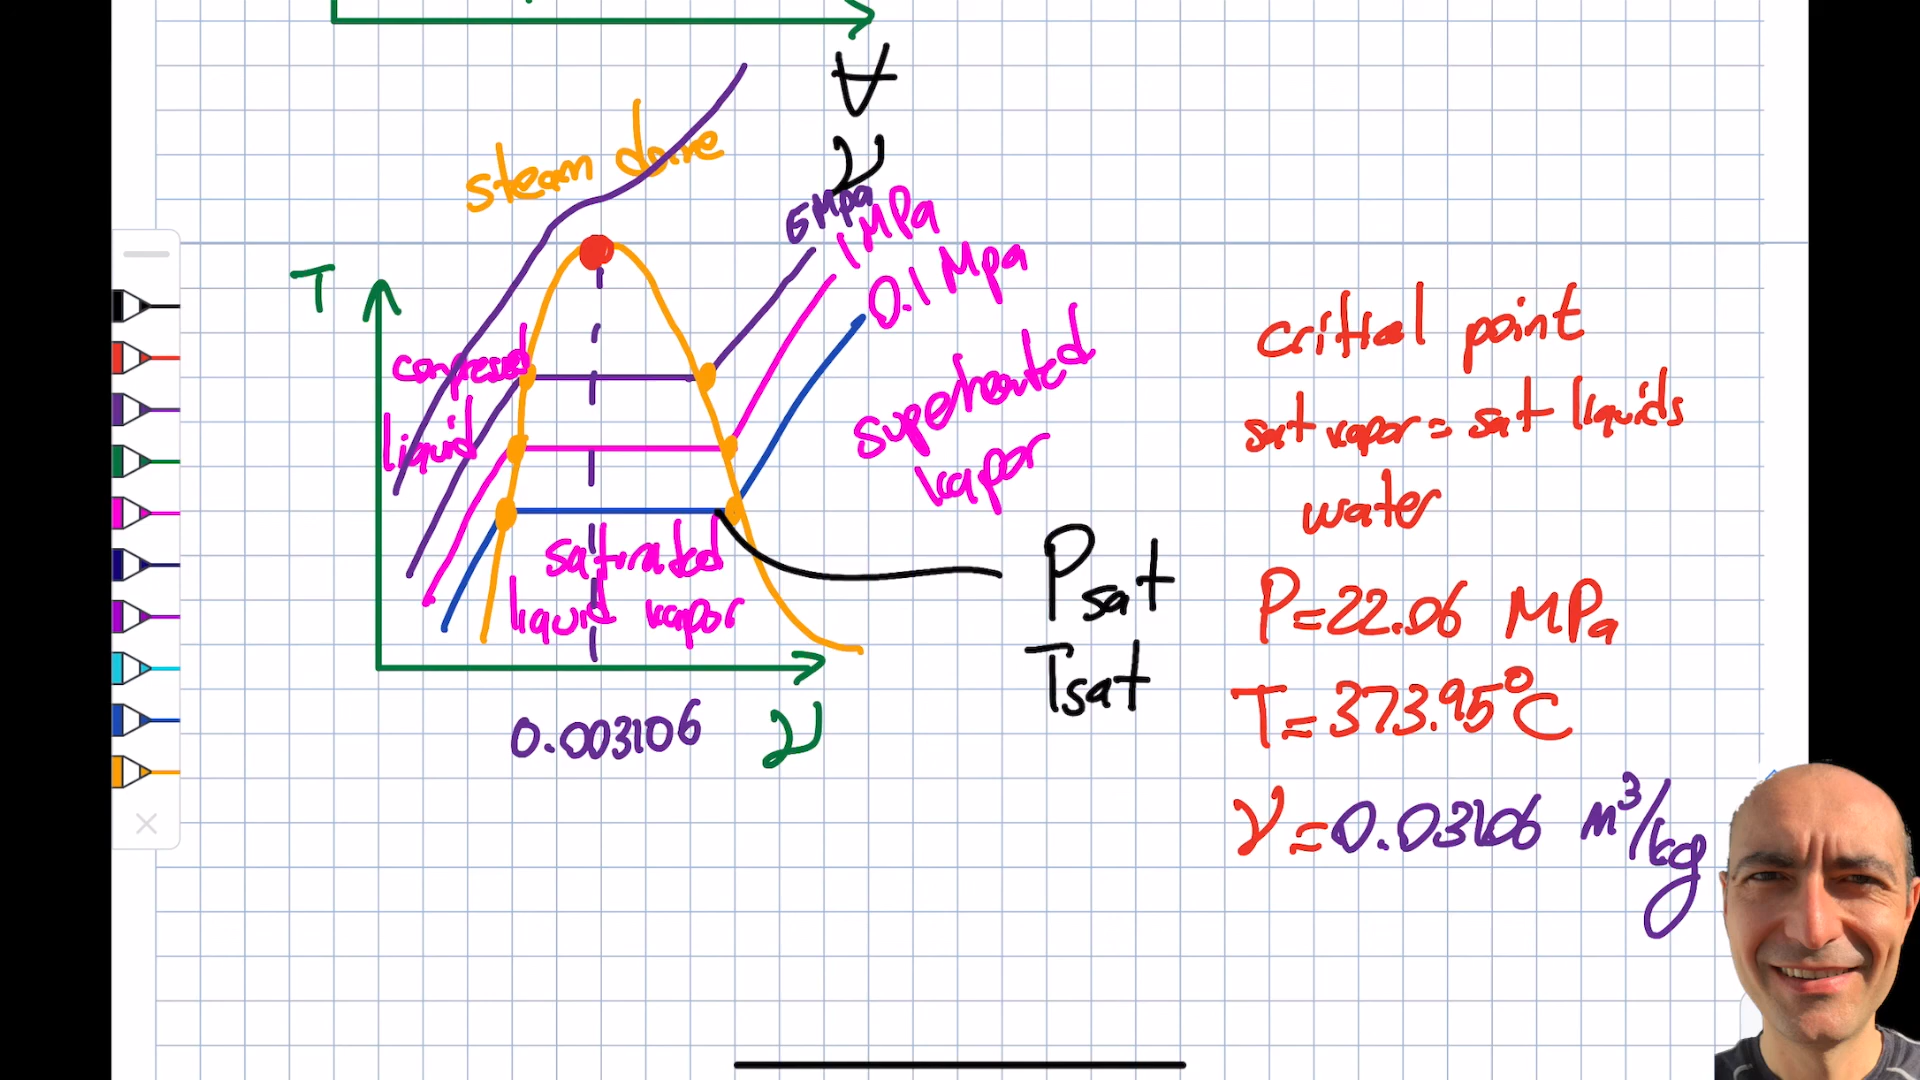 V
ν
steam dome
6 MPa
1 MPa
0.1 Mpa
T
compressed
liquid
superheated
vapor
saturated
liquid vapor
Psat
Tsat
0.003106
ν
critical point
sat vapor = sat liquids
water
P=22.06 MPa
T=373.95°C
ν=0.03106 m³/kg